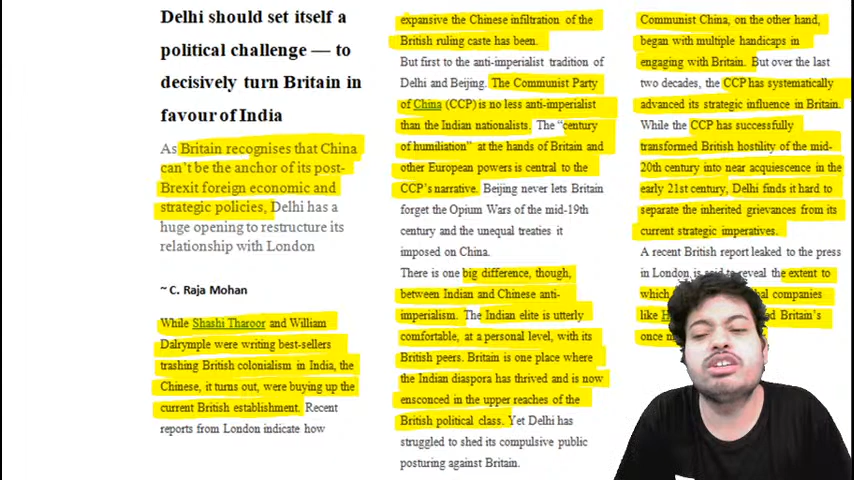 Delhi should set itself a
political challenge — to
decisively turn Britain in
favour of India
As Britain recognises that China
can't be the anchor of its post-
Brexit foreign economic and
strategic policies, Delhi has a
huge opening to restructure its
relationship with London
~ C. Raja Mohan
While Shashi Tharoor and William
Dalrymple were writing best-sellers
trashing British colonialism in India, the
Chinese, it turns out, were buying up the
current British establishment. Recent
reports from London indicate how
expansive the Chinese infiltration of the
British ruling caste has been.
But first to the anti-imperialist tradition of
Delhi and Beijing. The Communist Party
of China (CCP) is no less anti-imperialist
than the Indian nationalists. The “century
of humiliation” at the hands of Britain and
other European powers is central to the
CCP's narrative. Beijing never lets Britain
forget the Opium Wars of the mid-19th
century and the unequal treaties it
imposed on China.
There is one big difference, though,
between Indian and Chinese anti-
imperialism. The Indian elite is utterly
comfortable, at a personal level, with its
British peers. Britain is one place where
the Indian diaspora has thrived and is now
ensconced in the upper reaches of the
British political class. Yet Delhi has
struggled to shed its compulsive public
posturing against Britain.
Communist China, on the other hand,
began with multiple handicaps in
engaging with Britain. But over the last
two decades, the CCP has systematically
advanced its strategic influence in Britain.
While the CCP has successfully
transformed British hostility of the mid-
20th century into near acquiescence in the
early 21st century, Delhi finds it hard to
separate the inherited grievances from its
current strategic imperatives.
A recent British report leaked to the press
in London is said to reveal the extent to
which companies
like Britain's
once